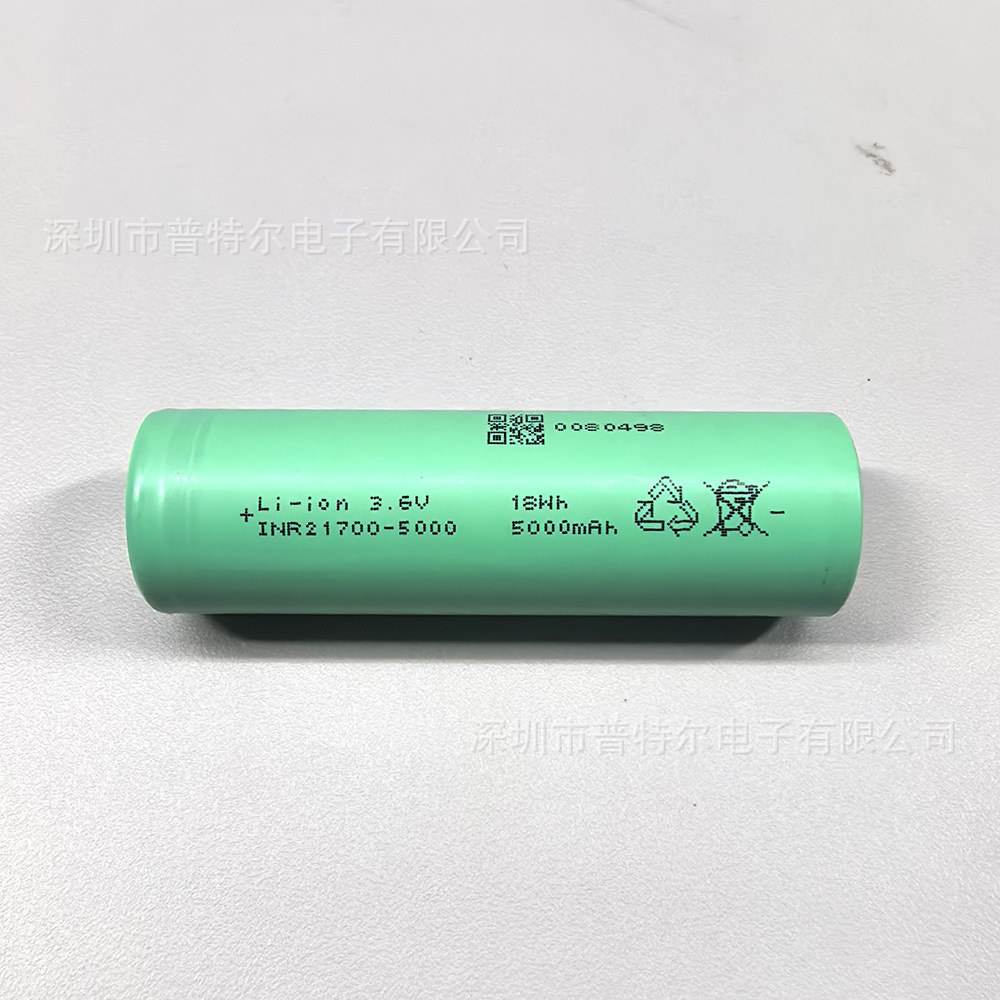 深圳市普特尔电子有限公司
0080498
+ Li-ion 3.6V 18Wh
INR21700-5000 5000mAh -
深圳市普特尔电子有限公司